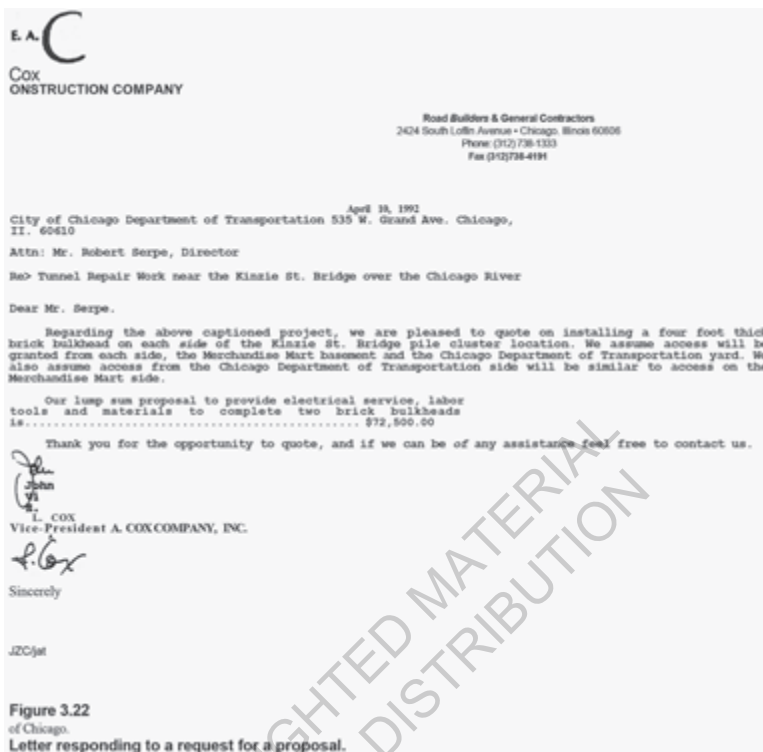 E. A. C
Cox
ONSTRUCTION COMPANY
Road Builders & General Contractors
2424 South Loffin Avenue • Chicago. Illinois 60606
Phone: (312) 738-1333
Fax (312)738-4191
April 10, 1992
City of Chicago Department of Transportation 535 W. Grand Ave. Chicago,
II. 60610
Attn: Mr. Robert Serpe, Director
Re> Tunnel Repair Work near the Kinzie St. Bridge over the Chicago River
Dear Mr. Serpe.
Regarding the above captioned project, we are pleased to quote on installing a four foot thick
brick bulkhead on each side of the Kinzie St. Bridge pile cluster location. We assume access will be
granted from each side, the Merchandise Mart basement and the Chicago Department of Transportation yard. We
also assume access from the Chicago Department of Transportation side will be similar to access on the
Merchandise Mart side.
Our lump sum proposal to provide electrical service, labor
tools and materials to complete two brick bulkheads
is............................................. $72,500.00
Thank you for the opportunity to quote, and if we can be of any assistance feel free to contact us.
John
L. COX
Vice-President A. COX COMPANY, INC.
Sincerely
JZC/jat
Figure 3.22
of Chicago.
Letter responding to a request for a proposal.
GHTED MATERIAL
DISTRIBUTION